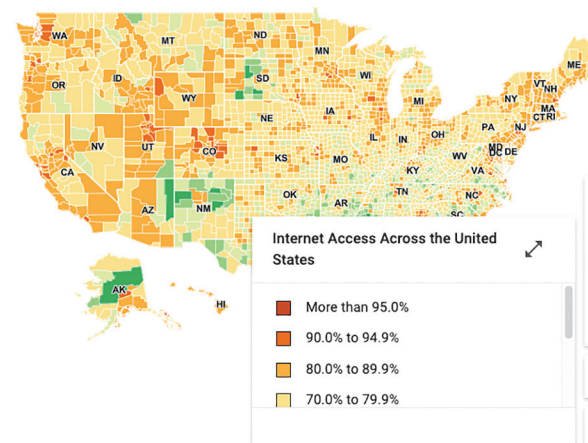 WA
MT
ND
MN
ME
OR
ID
SD
WI
VT
NH
WY
MI
NY
MA
CT RI
IA
NE
PA
NJ
NV
UT
CO
IL
IN
OH
MD
DC DE
CA
KS
MO
WV
KY
VA
AZ
NM
OK
AR
TN
NC
SC
AK
HI
Internet Access Across the United
States
More than 95.0%
90.0% to 94.9%
80.0% to 89.9%
70.0% to 79.9%